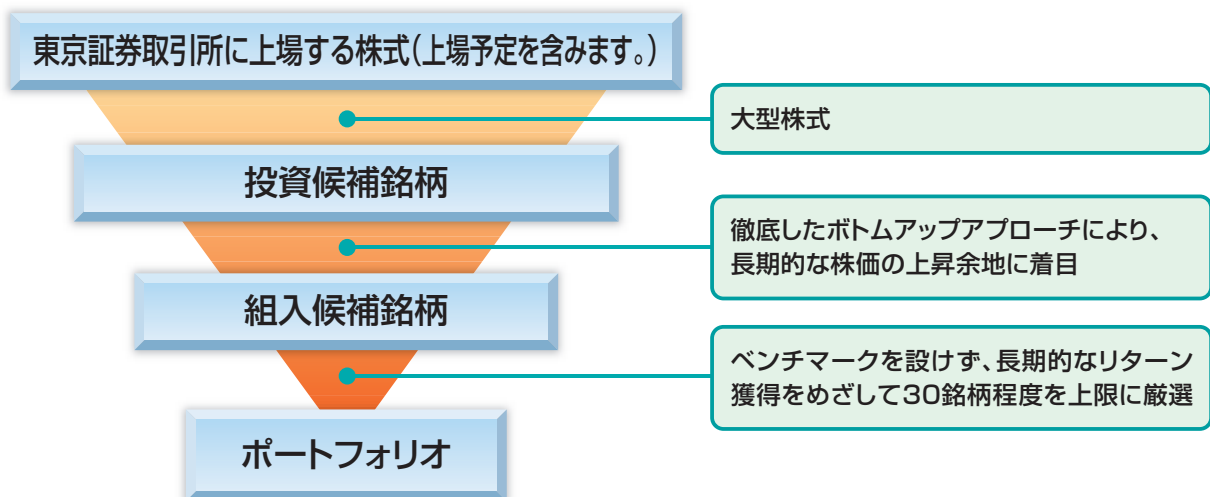 東京証券取引所に上場する株式(上場予定を含みます。)
大型株式
投資候補銘柄
徹底したボトムアップアプローチにより、
長期的な株価の上昇余地に着目
組入候補銘柄
ベンチマークを設けず、長期的なリターン
獲得をめざして30銘柄程度を上限に厳選
ポートフォリオ